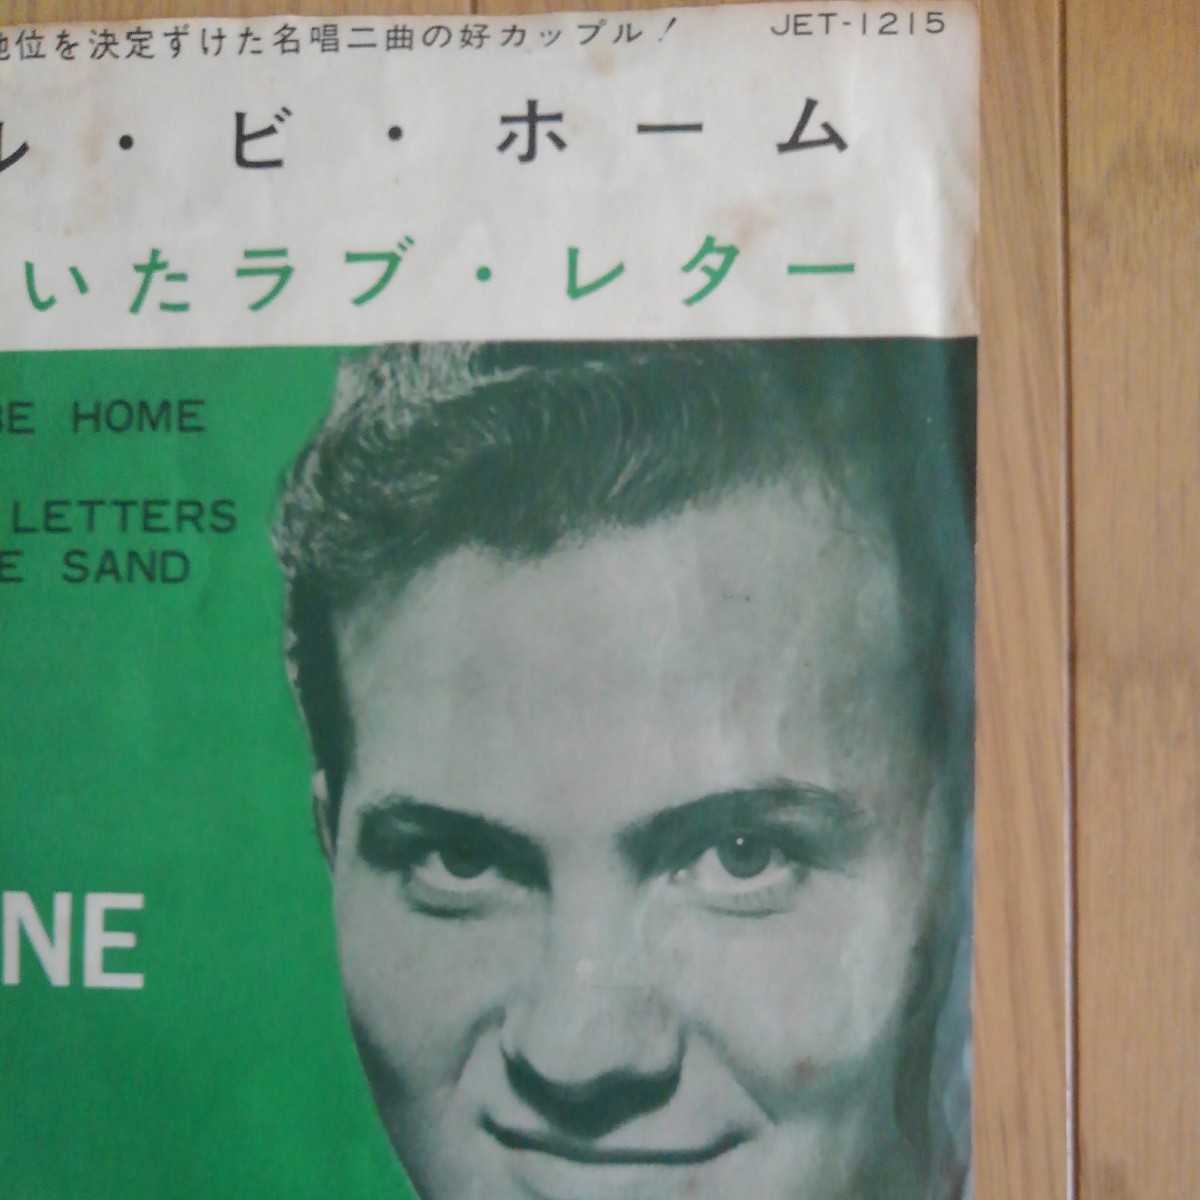 地位を決定ずけた名唱二曲の好カップル! JET-1215
ル・ビ・ホーム
いたラブ・レター
BE HOME
LETTERS
E SAND
NE